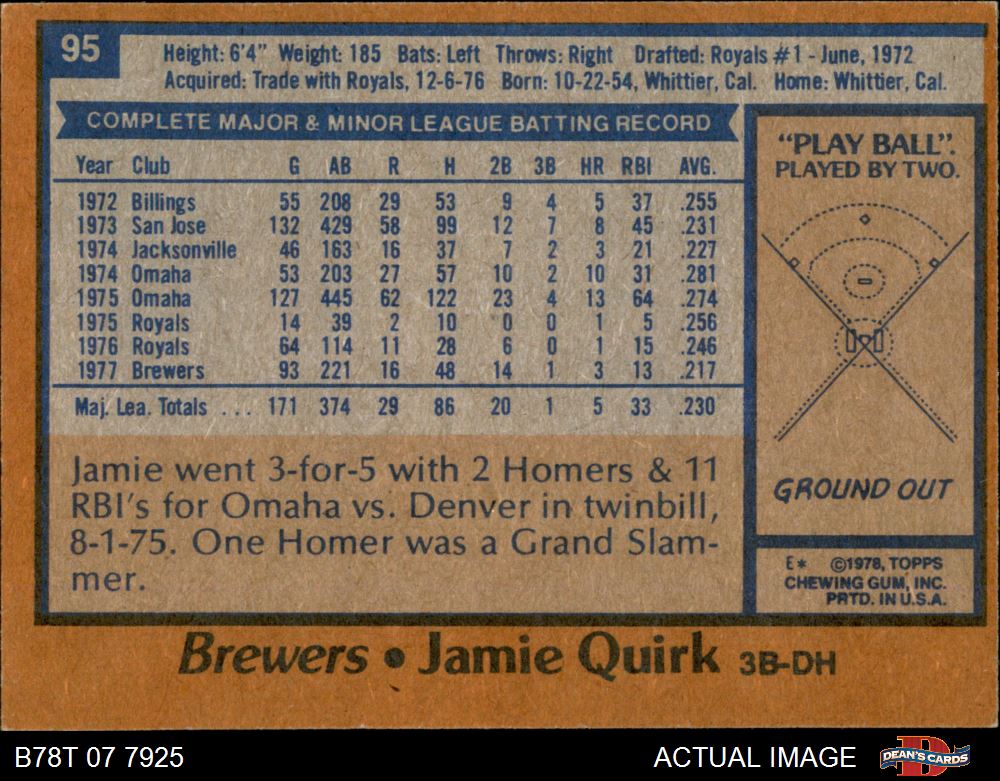 95
Height: 6'4" Weight: 185 Bats: Left Throws: Right Drafted: Royals #1 - June, 1972
Acquired: Trade with Royals, 12-6-76 Born: 10-22-54, Whittier, Cal. Home: Whittier, Cal.
COMPLETE MAJOR & MINOR LEAGUE BATTING RECORD
Year Club G AB R H 2B 3B HR RBI AVG.
1972 Billings 55 208 29 53 9 4 5 37 .255
1973 San Jose 132 429 58 99 12 7 8 45 .231
1974 Jacksonville 46 163 16 37 7 2 3 21 .227
1974 Omaha 53 203 27 57 10 2 10 31 .281
1975 Omaha 127 445 62 122 23 4 13 64 .274
1975 Royals 14 39 2 10 0 0 1 5 .256
1976 Royals 64 114 11 28 6 0 1 15 .246
1977 Brewers 93 221 16 48 14 1 3 13 .217
Maj. Lea. Totals ... 171 374 29 86 20 1 5 33 .230
Jamie went 3-for-5 with 2 Homers & 11
RBI's for Omaha vs. Denver in twinbill,
8-1-75. One Homer was a Grand Slam-
mer.
"PLAY BALL".
PLAYED BY TWO.
GROUND OUT
E* ©1978, TOPPS
CHEWING GUM, INC.
PRTD. IN U.S.A.
Brewers • Jamie Quirk 3B-DH
B78T 07 7925
ACTUAL IMAGE
D
DEAN'S CARDS